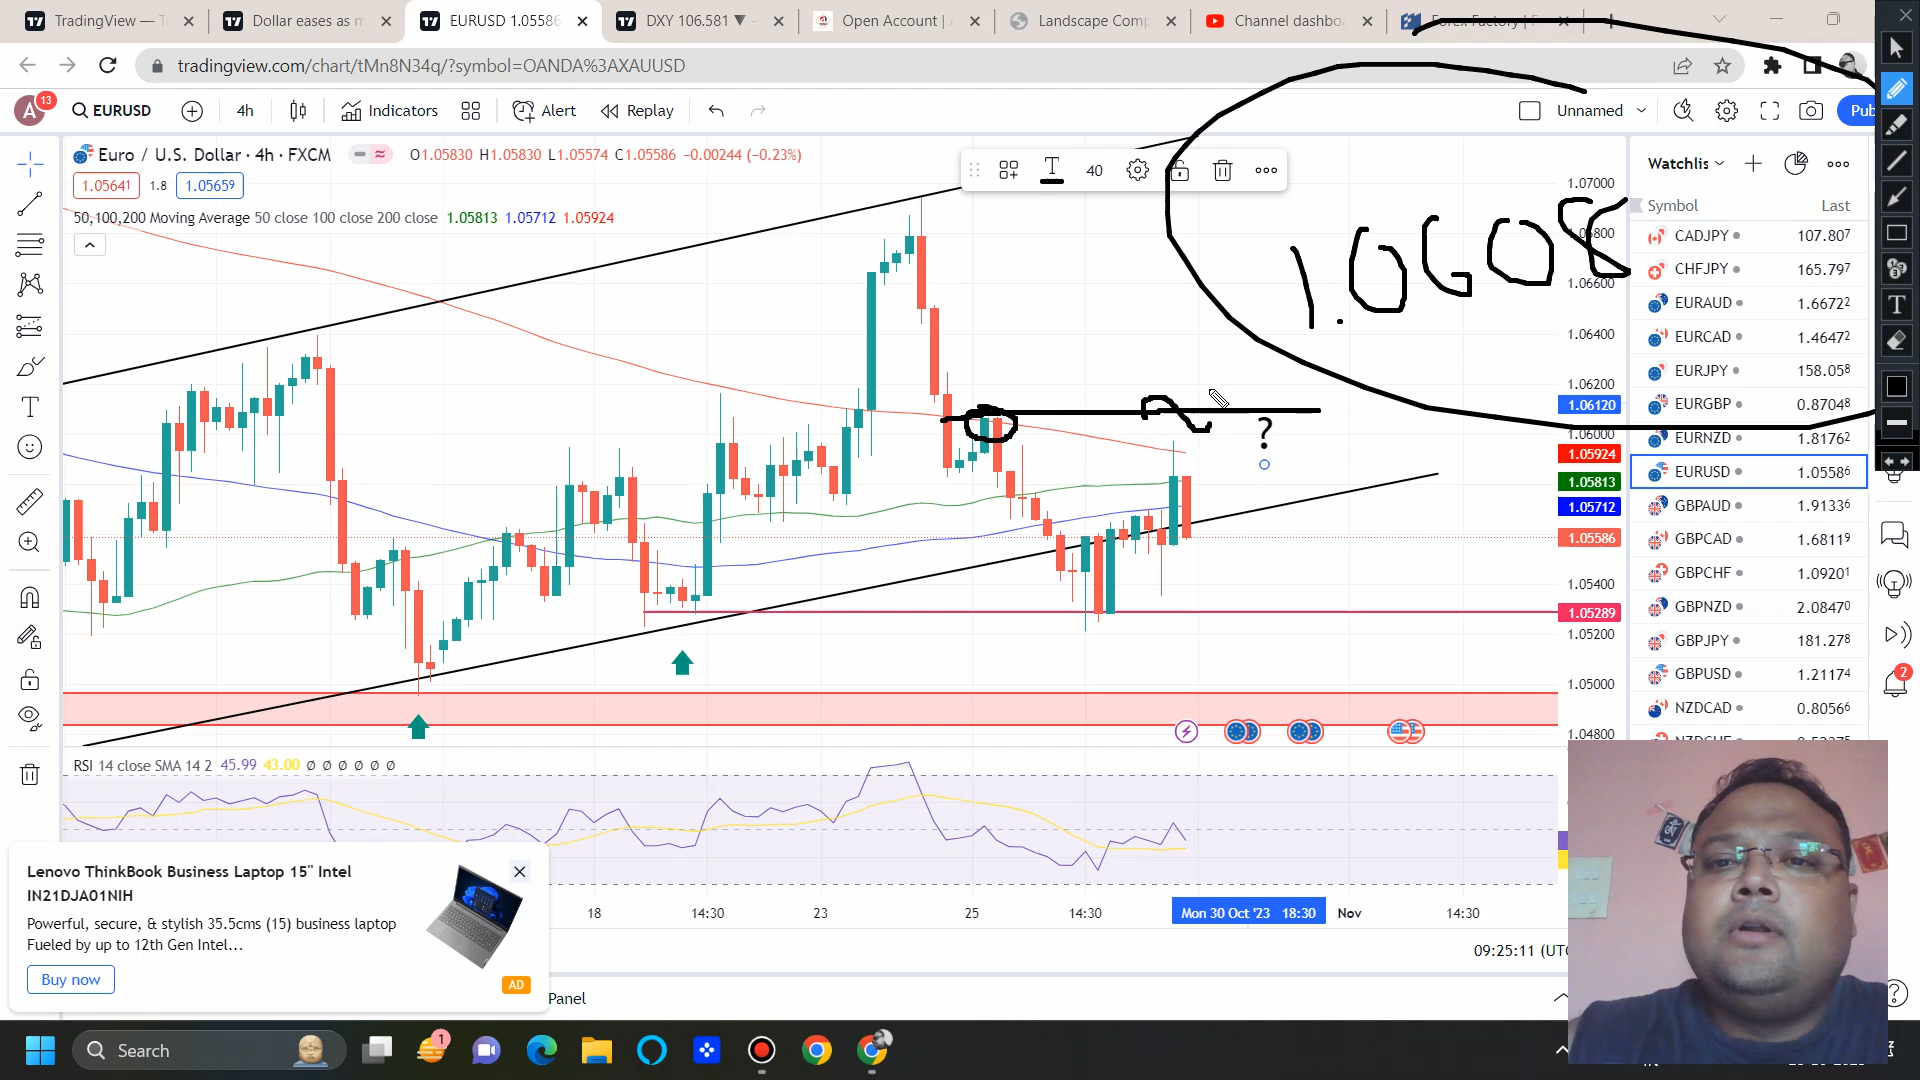 TradingView — T
Dollar eases as m
EURUSD 1.05586
DXY 106.581 ▼ -
Open Account | A
Landscape Comp
Channel dashboa
Forex Factory | F
tradingview.com/chart/tMn8N34q/?symbol=OANDA%3AXAUUSD
A 13 EURUSD 4h Indicators Alert Replay Unnamed Pub
Euro / U.S. Dollar · 4h · FXCM O1.05830 H1.05830 L1.05574 C1.05586 −0.00244 (−0.23%)
1.05641 1.8 1.05659
50,100,200 Moving Average 50 close 100 close 200 close 1.05813 1.05712 1.05924
T 40
1.0608
?
1.07000
1.06800
1.06600
1.06400
1.06200
1.06120
1.06000
1.05924
1.05813
1.05712
1.05586
1.05400
1.05289
1.05200
1.05000
1.04800
Watchlis
Symbol Last
CADJPY 107.807
CHFJPY 165.797
EURAUD 1.66722
EURCAD 1.46472
EURJPY 158.058
EURGBP 0.87048
EURNZD 1.81762
EURUSD 1.05586
GBPAUD 1.91336
GBPCAD 1.68119
GBPCHF 1.09201
GBPNZD 2.08470
GBPJPY 181.278
GBPUSD 1.21174
NZDCAD 0.80566
2
RSI 14 close SMA 14 2 45.99 43.00 ø ø ø ø ø ø
Lenovo ThinkBook Business Laptop 15" Intel
IN21DJA01NIH
Powerful, secure, & stylish 35.5cms (15) business laptop
Fueled by up to 12th Gen Intel...
Buy now
AD
18 14:30 23 25 14:30 Mon 30 Oct '23 18:30 Nov 14:30
09:25:11 (UTC
Panel
Search
1